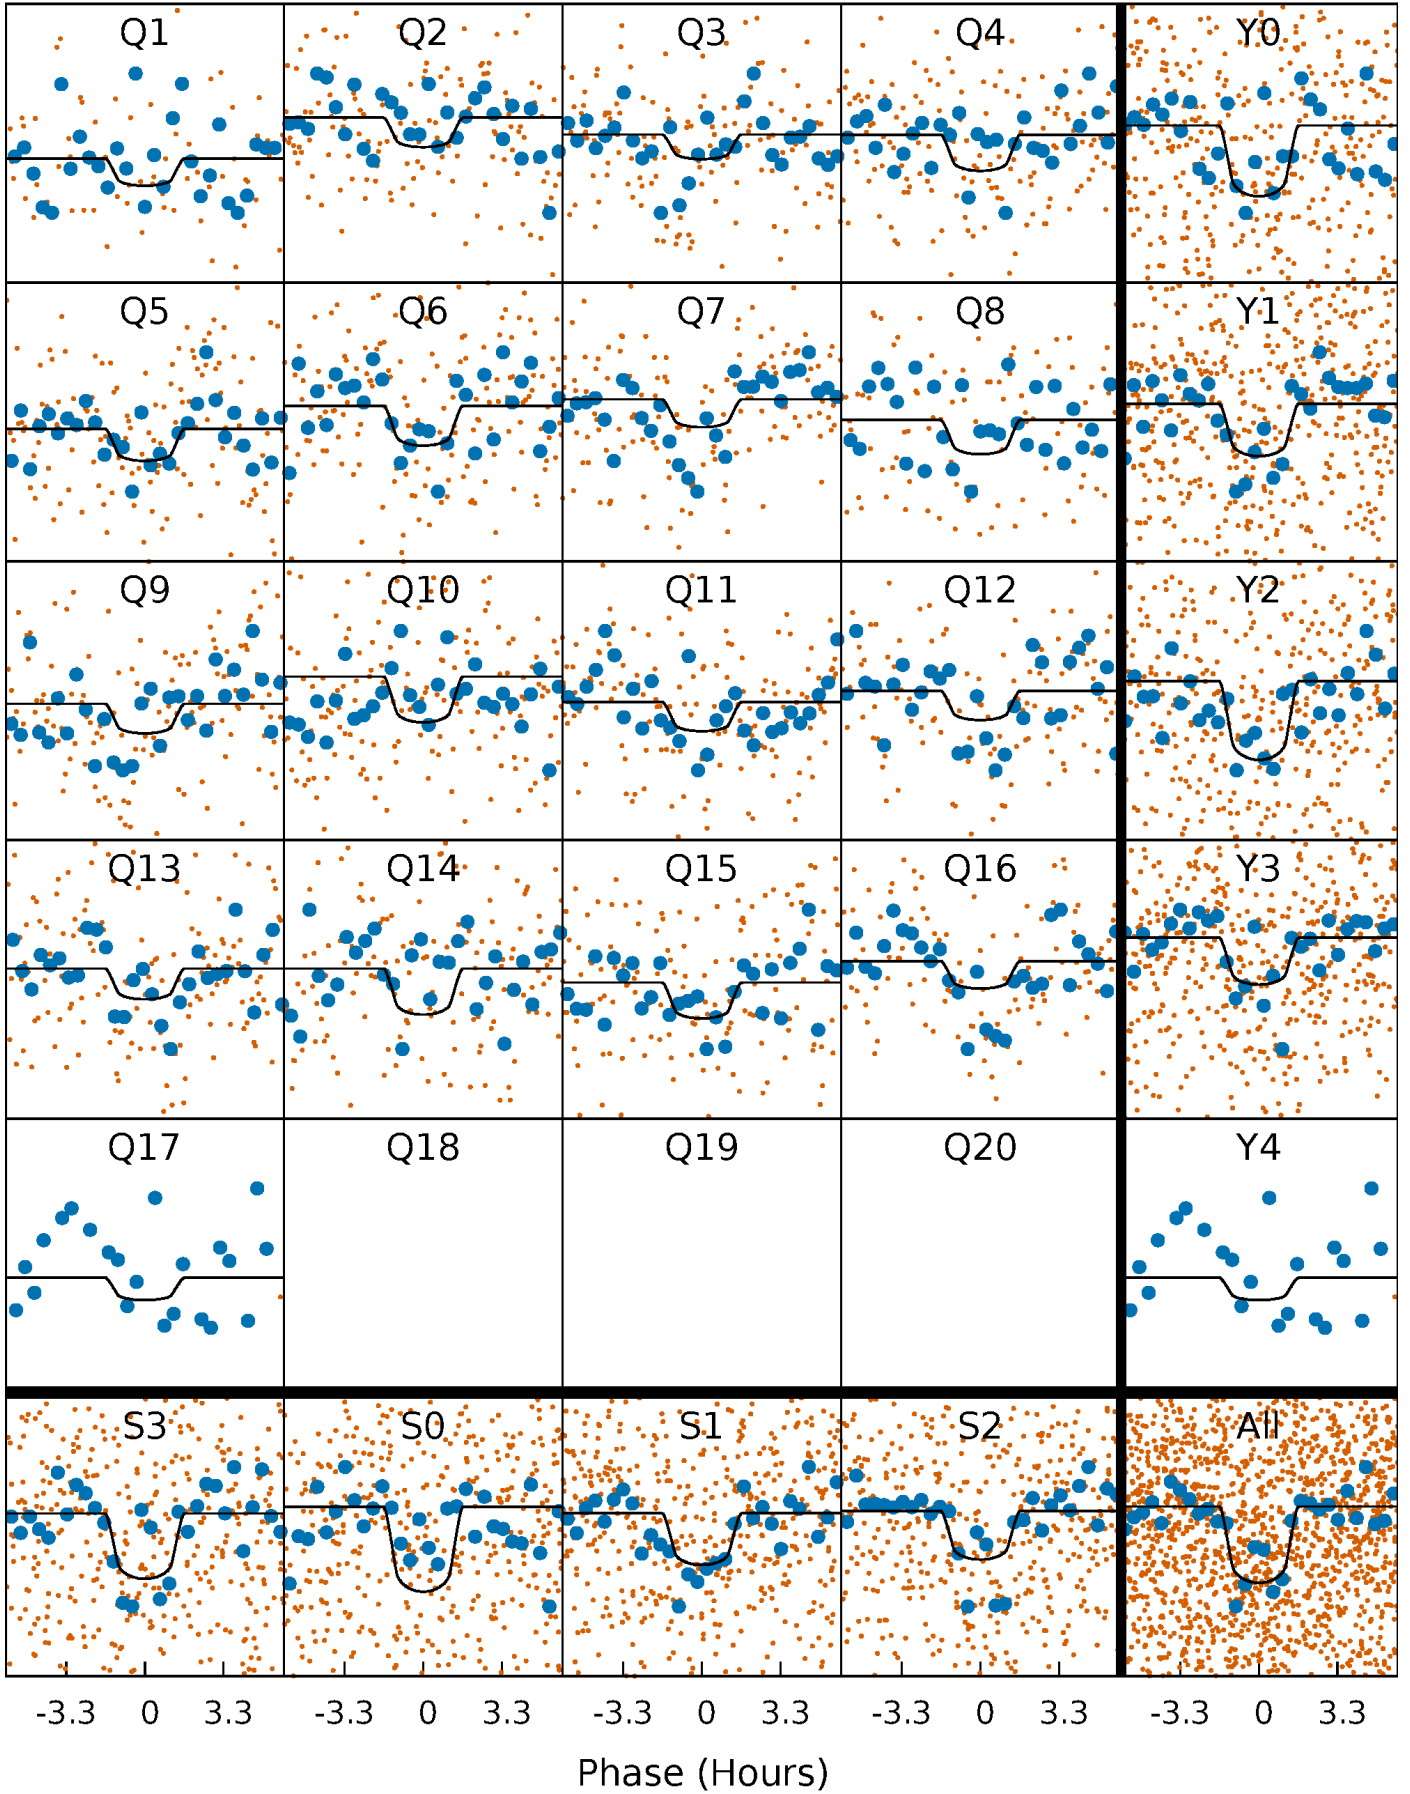 Q1 Q2 Q3 Q4 Y0
Q5 Q6 Q7 Q8 Y1
Q9 Q10 Q11 Q12 Y2
Q13 Q14 Q15 Q16 Y3
Q17 Q18 Q19 Q20 Y4
S3 S0 S1 S2 All
-3.3 0 3.3 -3.3 0 3.3 -3.3 0 3.3 -3.3 0 3.3 -3.3 0 3.3
Phase (Hours)